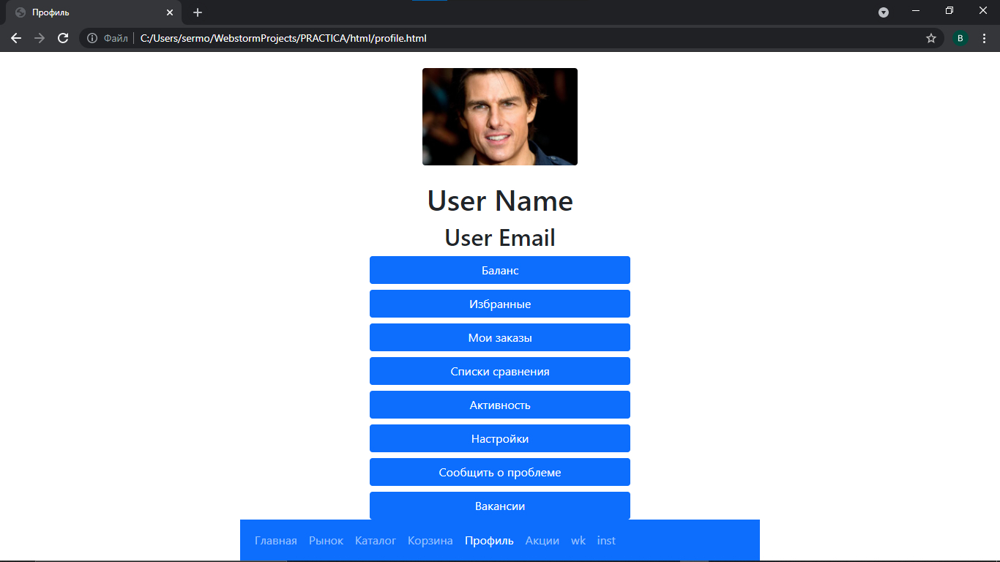 Профиль
Файл C:/Users/sermo/WebstormProjects/PRACTICA/html/profile.html B
User Name
User Email
Баланс
Избранные
Мои заказы
Списки сравнения
Активность
Настройки
Сообщить о проблеме
Вакансии
Главная Рынок Каталог Корзина Профиль Акции wk inst